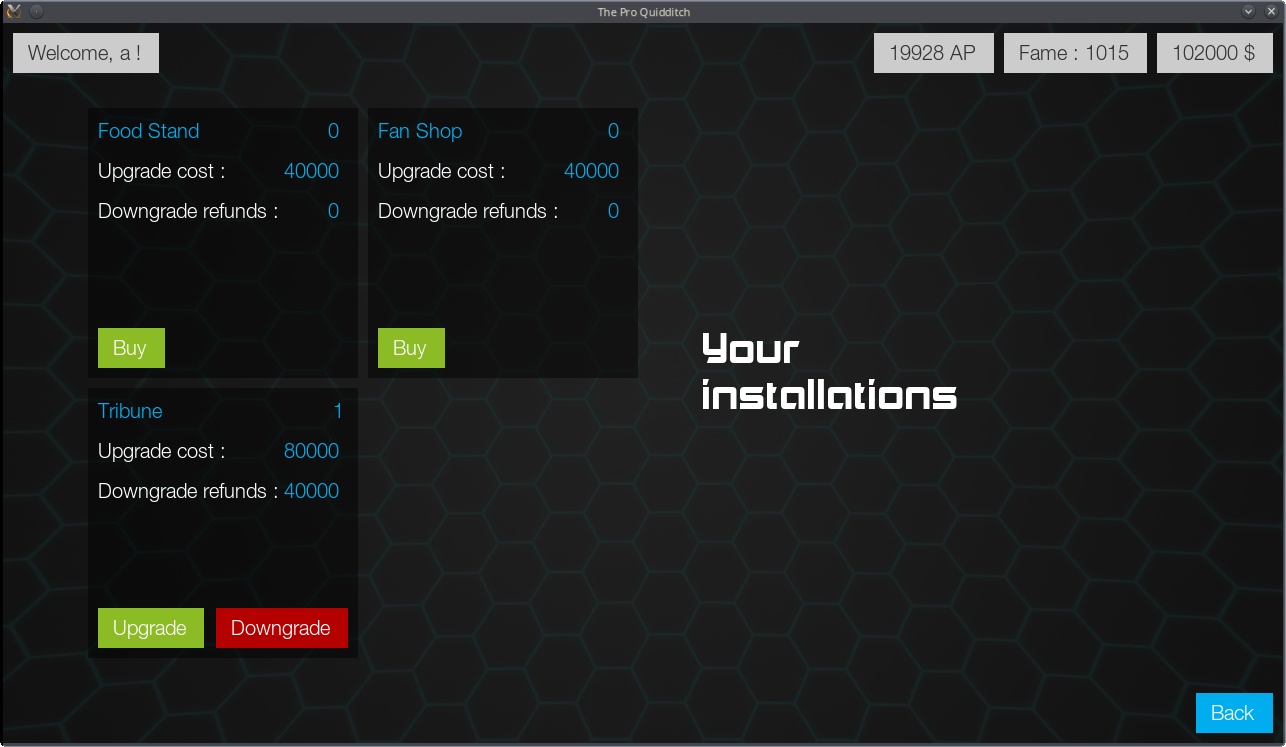 The Pro Quidditch
Welcome, a !
19928 AP
Fame : 1015
102000 $
Food Stand 0
Upgrade cost : 40000
Downgrade refunds : 0
Buy
Fan Shop 0
Upgrade cost : 40000
Downgrade refunds : 0
Buy
Tribune 1
Upgrade cost : 80000
Downgrade refunds : 40000
Upgrade
Downgrade
Your
installations
Back